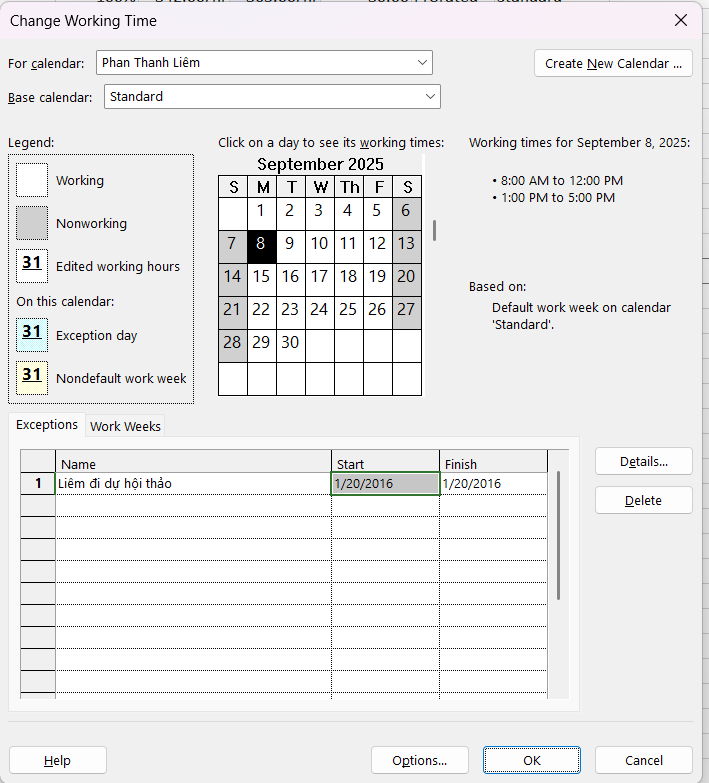 Change Working Time
For calendar: Phan Thanh Liêm
Create New Calendar ...
Base calendar: Standard
Legend:
Working
Nonworking
31 Edited working hours
On this calendar:
31 Exception day
31 Nondefault work week
Click on a day to see its working times:
September 2025
S M T W Th F S
1 2 3 4 5 6
7 8 9 10 11 12 13
14 15 16 17 18 19 20
21 22 23 24 25 26 27
28 29 30
Working times for September 8, 2025:
• 8:00 AM to 12:00 PM
• 1:00 PM to 5:00 PM
Based on:
Default work week on calendar
'Standard'.
Exceptions Work Weeks
Name Start Finish
1 Liêm đi dự hội thảo 1/20/2016 1/20/2016
Details...
Delete
Help
Options...
OK
Cancel